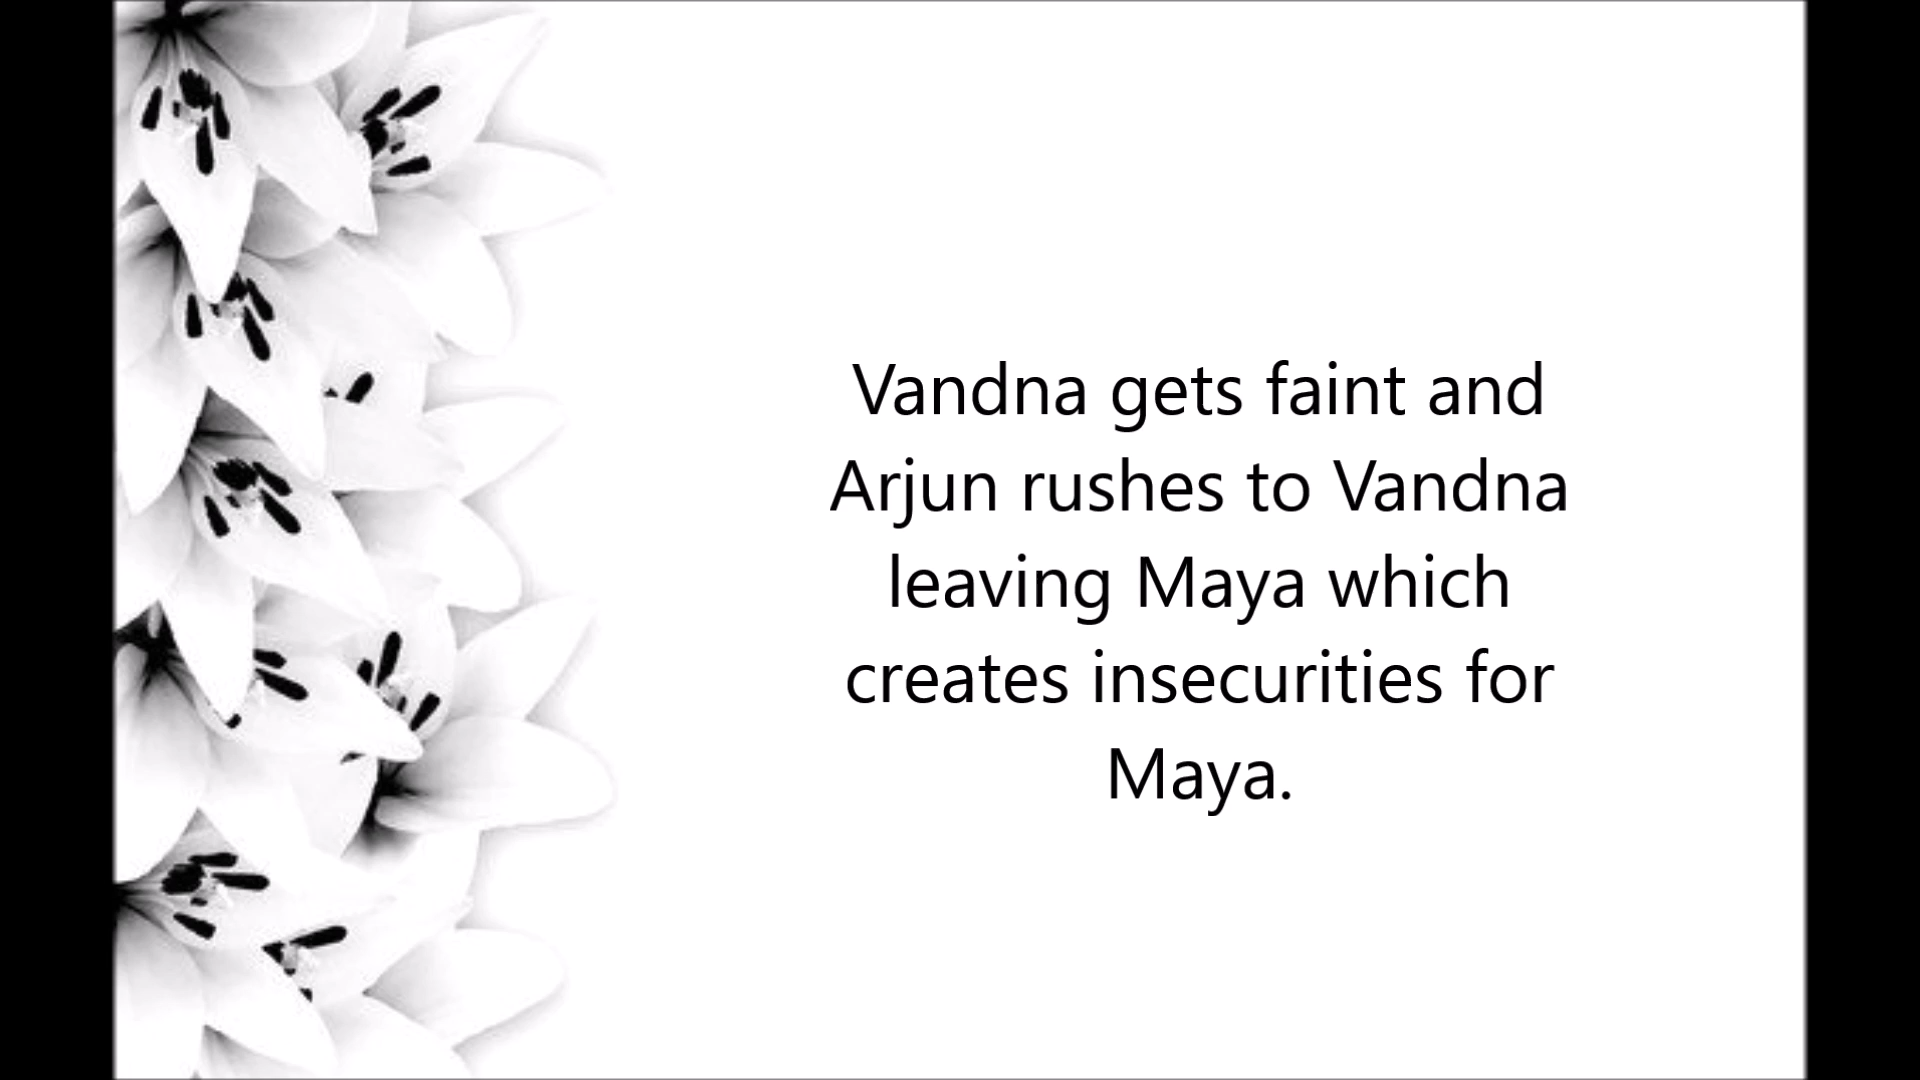 Vandna gets faint and
Arjun rushes to Vandna
leaving Maya which
creates insecurities for
Maya.